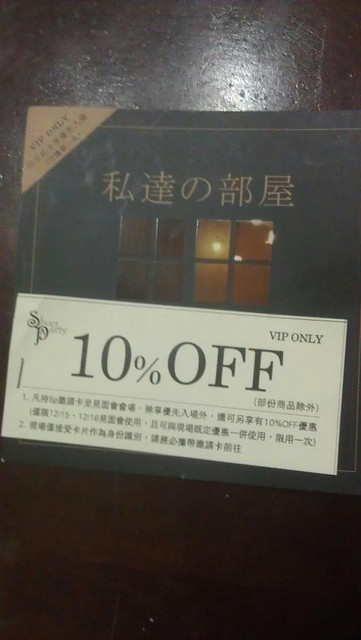 VIP ONLY
私達の部屋
Sheer Party
VIP ONLY
10%OFF
(部份商品除外)
1. 凡持Sp邀請卡至見面會會場，除享優先入場外，還可另享有10%OFF優惠
(僅限12/15、12/16見面會使用，且可與現場既定優惠一併使用，限用一次)
2. 現場僅接受卡片作為身份識別，請務必攜帶邀請卡前往